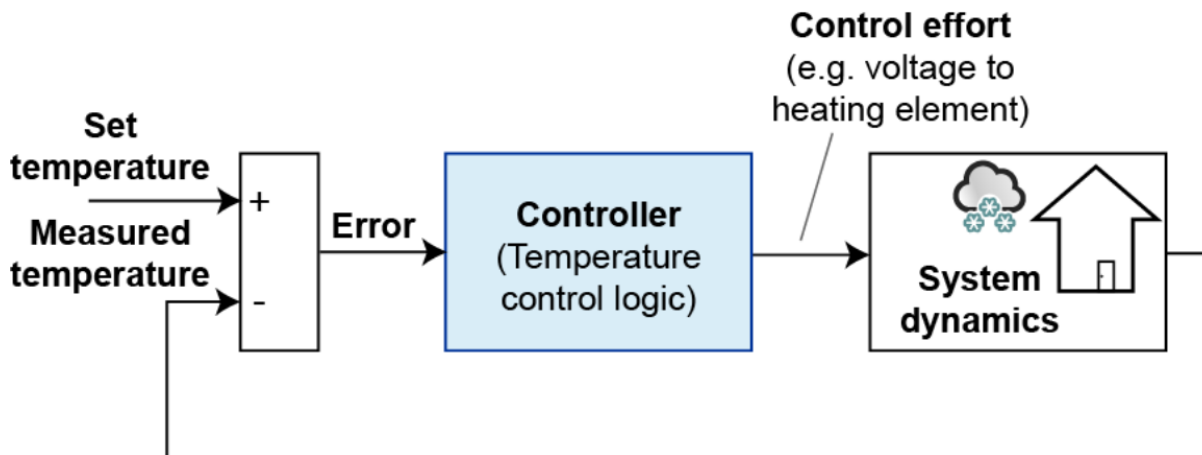 Set
temperature
+
Measured
temperature
-
Error
Controller
(Temperature
control logic)
Control effort
(e.g. voltage to
heating element)
System
dynamics